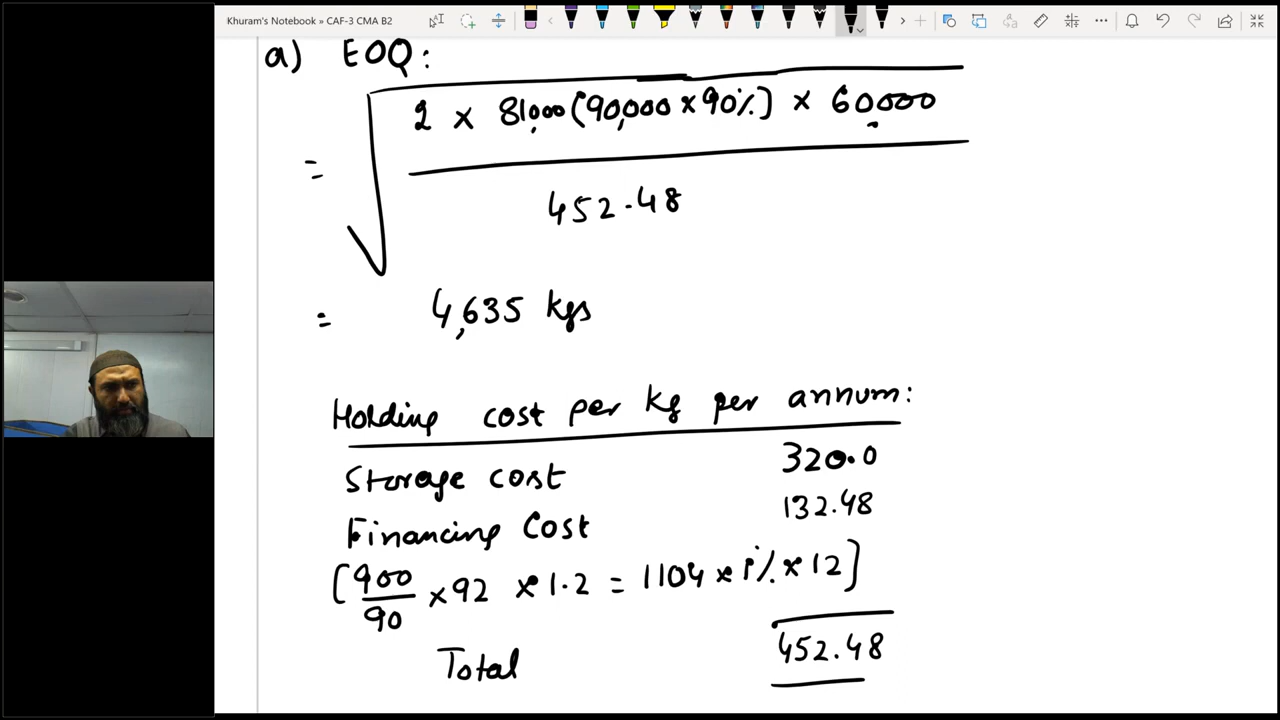 Khuram's Notebook » CAF-3 CMA B2
a) EOQ:
2 × 81,000 (90,000 × 90%) × 60,000
= √
452.48
= 4,635 kgs
Holding cost per kg per annum:
Storage cost 320.0
Financing Cost 132.48
[900/90 × 92 × 1.2 = 1104 × 1% × 12]
Total 452.48